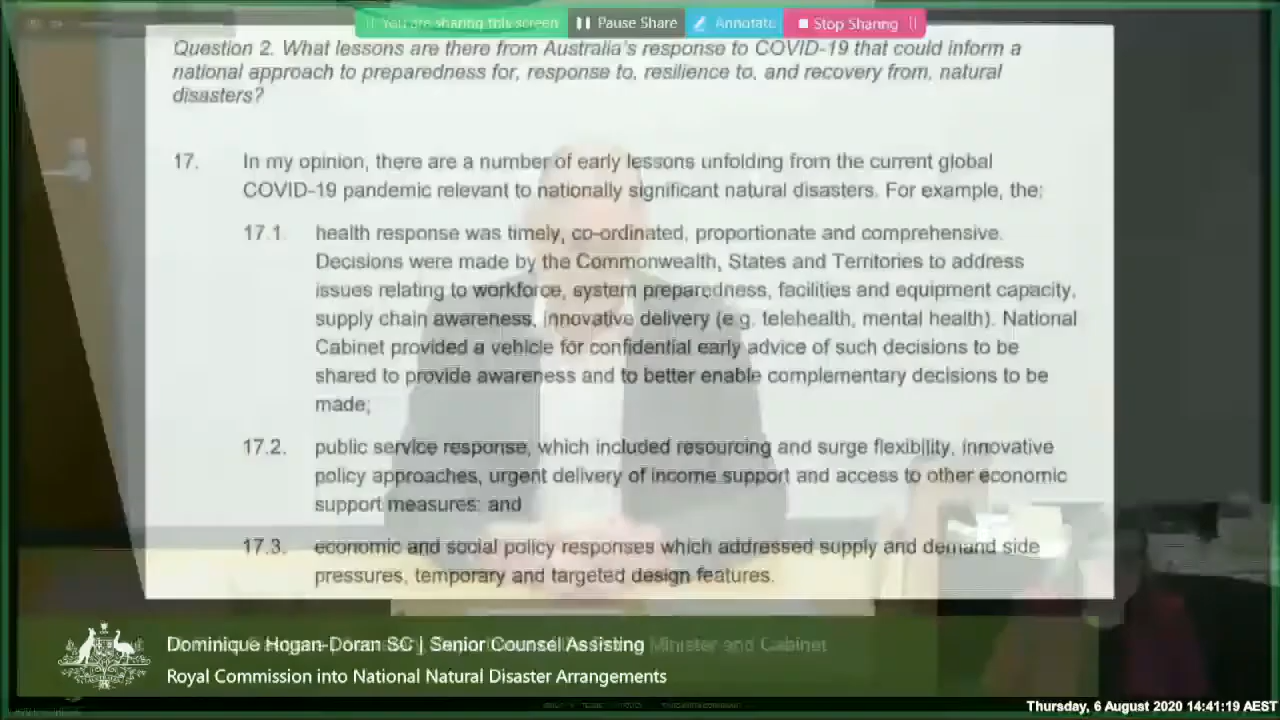 You are sharing this screen
Pause Share
Annotate
Stop Sharing
Question 2. What lessons are there from Australia's response to COVID-19 that could inform a
national approach to preparedness for, response to, resilience to, and recovery from, natural
disasters?
17. In my opinion, there are a number of early lessons unfolding from the current global
COVID-19 pandemic relevant to nationally significant natural disasters. For example, the:
17.1. health response was timely, co-ordinated, proportionate and comprehensive.
Decisions were made by the Commonwealth, States and Territories to address
issues relating to workforce, system preparedness, facilities and equipment capacity,
supply chain awareness, innovative delivery (e.g. telehealth, mental health). National
Cabinet provided a vehicle for confidential early advice of such decisions to be
shared to provide awareness and to better enable complementary decisions to be
made;
17.2. public service response, which included resourcing and surge flexibility, innovative
policy approaches, urgent delivery of income support and access to other economic
support measures; and
17.3. economic and social policy responses which addressed supply and demand side
pressures, temporary and targeted design features.
Dominique Hogan-Doran SC | Senior Counsel Assisting Minister and Cabinet
Royal Commission into National Natural Disaster Arrangements
Thursday, 6 August 2020 14:41:19 AEST